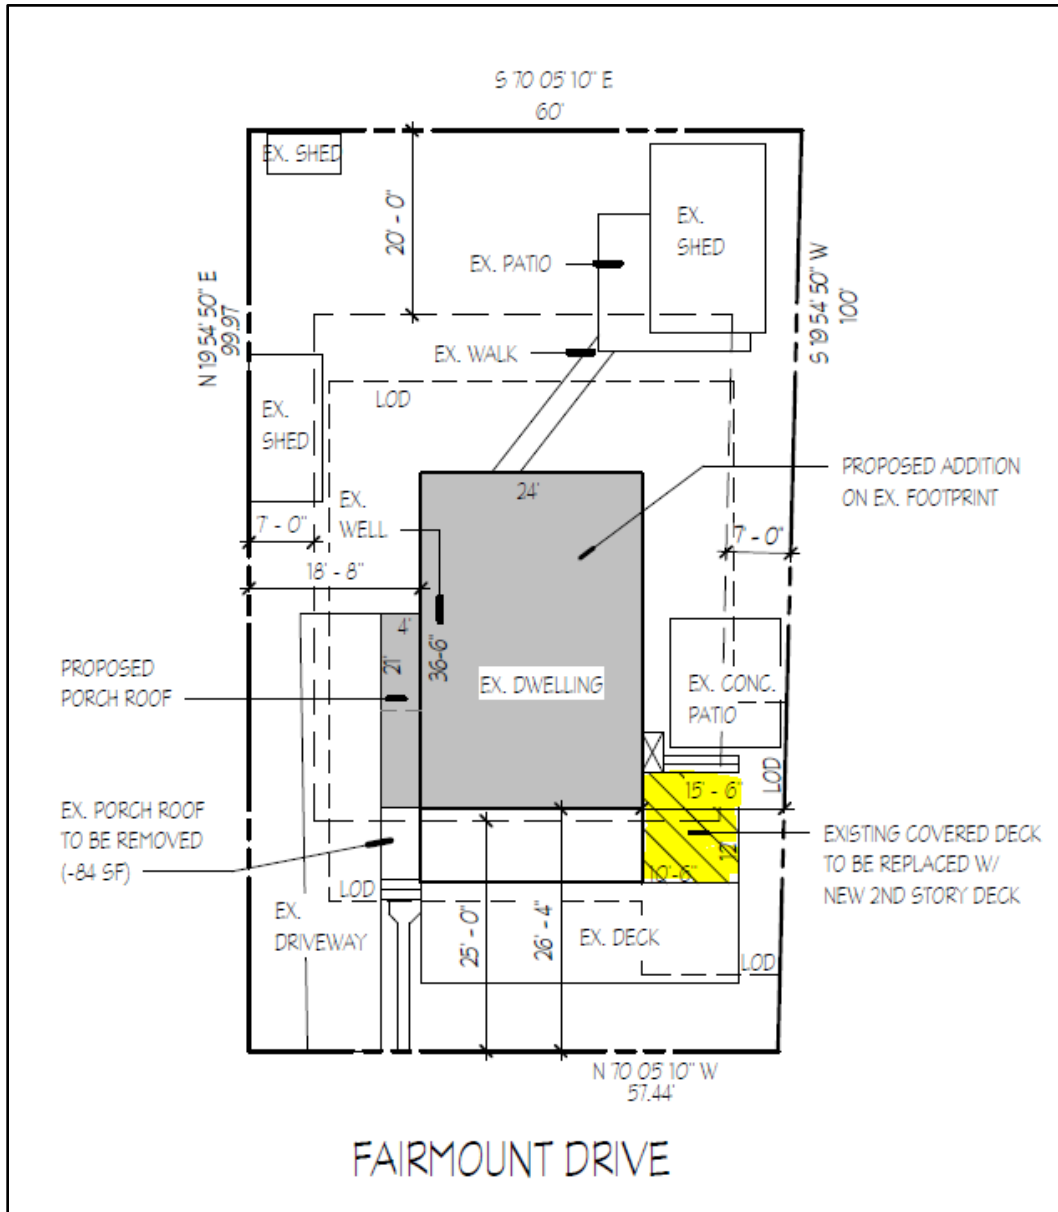 S 70 05' 10" E
60'
EX. SHED
20' - 0"
EX.
SHED
EX. PATIO
N 19 54' 50" E
99.97
S 19 54' 50" W
100'
EX. WALK
LOD
EX.
SHED
PROPOSED ADDITION
ON EX. FOOTPRINT
24'
EX.
WELL
7' - 0"
7' - 0"
18' - 8"
4'
21'
36-6"
PROPOSED
PORCH ROOF
EX. DWELLING
EX. CONC.
PATIO
LOD
15' - 6"
EX. PORCH ROOF
TO BE REMOVED
(-84 SF)
EXISTING COVERED DECK
TO BE REPLACED W/
NEW 2ND STORY DECK
12'
10'-6"
LOD
EX.
DRIVEWAY
25' - 0"
26' - 4"
EX. DECK
LOD
N 70 05' 10" W
57.44'
FAIRMOUNT DRIVE